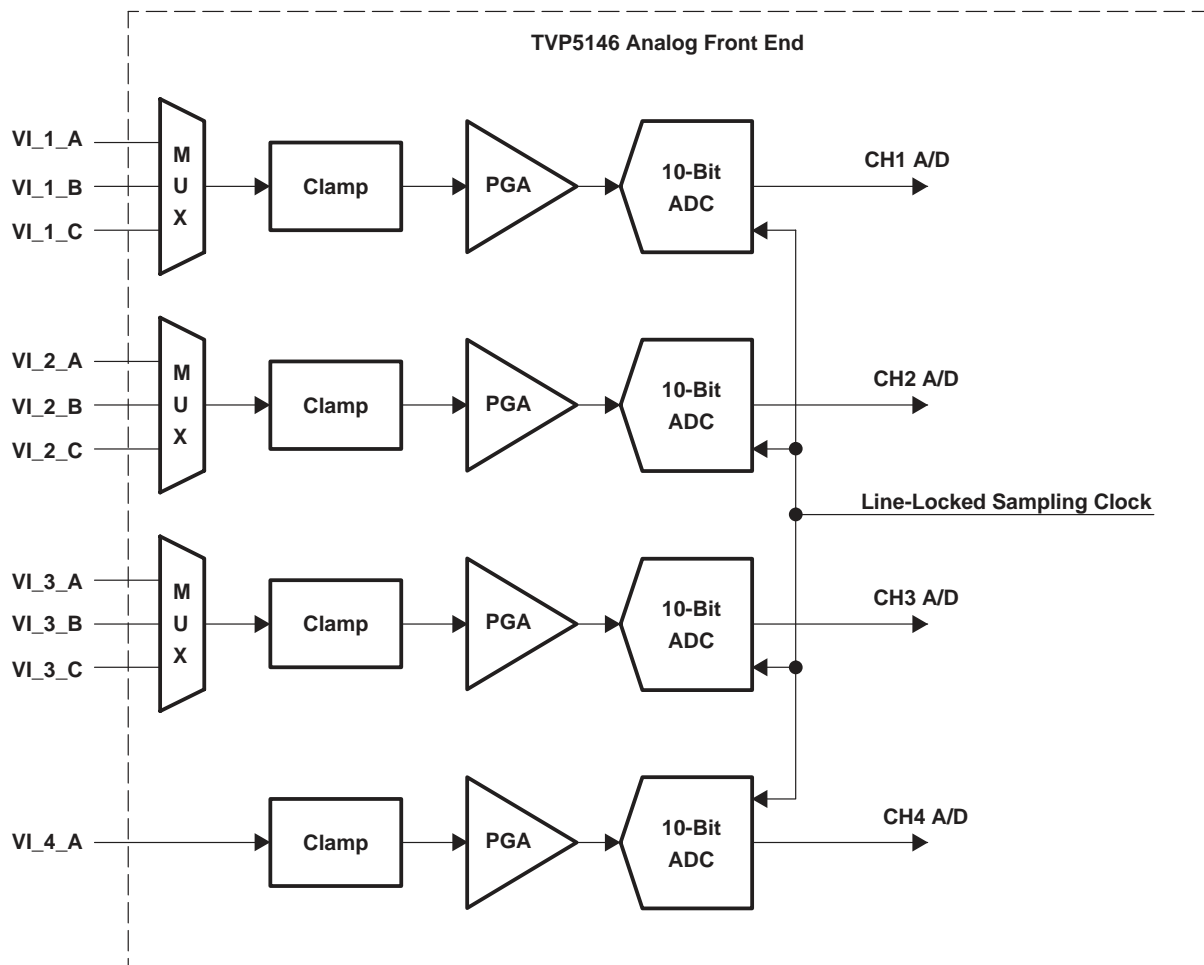 TVP5146 Analog Front End
VI_1_A
VI_1_B
VI_1_C
M
U
X
Clamp
PGA
10-Bit
ADC
CH1 A/D
VI_2_A
VI_2_B
VI_2_C
M
U
X
Clamp
PGA
10-Bit
ADC
CH2 A/D
Line-Locked Sampling Clock
VI_3_A
VI_3_B
VI_3_C
M
U
X
Clamp
PGA
10-Bit
ADC
CH3 A/D
VI_4_A
Clamp
PGA
10-Bit
ADC
CH4 A/D